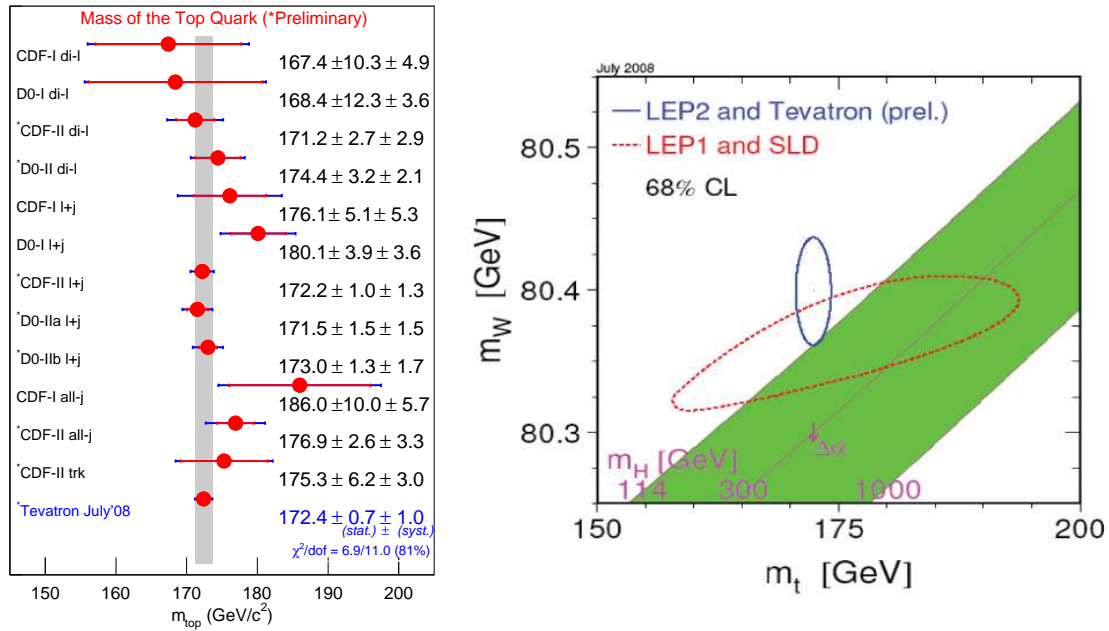 Mass of the Top Quark (*Preliminary)
CDF-I di-l
167.4 ±10.3 ± 4.9
D0-I di-l
168.4 ±12.3 ± 3.6
*CDF-II di-l
171.2 ± 2.7 ± 2.9
*D0-II di-l
174.4 ± 3.2 ± 2.1
CDF-I l+j
176.1 ± 5.1 ± 5.3
D0-I l+j
180.1 ± 3.9 ± 3.6
*CDF-II l+j
172.2 ± 1.0 ± 1.3
*D0-IIa l+j
171.5 ± 1.5 ± 1.5
*D0-IIb l+j
173.0 ± 1.3 ± 1.7
CDF-I all-j
186.0 ±10.0 ± 5.7
*CDF-II all-j
176.9 ± 2.6 ± 3.3
*CDF-II trk
175.3 ± 6.2 ± 3.0
*Tevatron July'08
172.4 ± 0.7 ± 1.0
(stat.) ± (syst.)
χ²/dof = 6.9/11.0 (81%)
150 160 170 180 190 200
m_top (GeV/c²)
July 2008
LEP2 and Tevatron (prel.)
LEP1 and SLD
68% CL
80.5
80.4
80.3
m_W [GeV]
Δα
m_H [GeV]
114 300 1000
150 175 200
m_t [GeV]